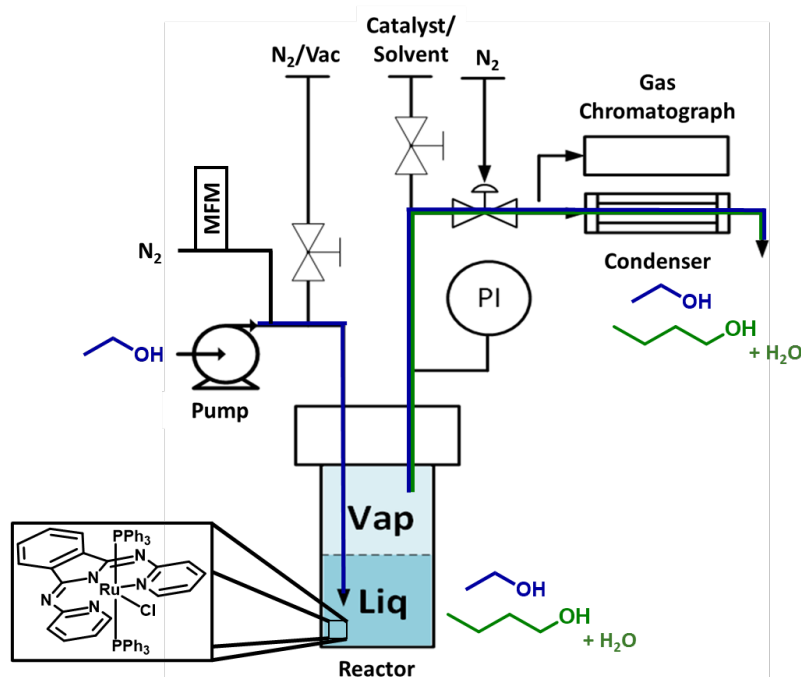 Catalyst/
Solvent
N₂/Vac
N₂
Gas
Chromatograph
MFM
N₂
Condenser
PI
OH
OH
+ H₂O
OH
Pump
Vap
Liq
OH
OH
+ H₂O
Reactor
PPh₃
N
N
N
Ru
N
N
Cl
PPh₃